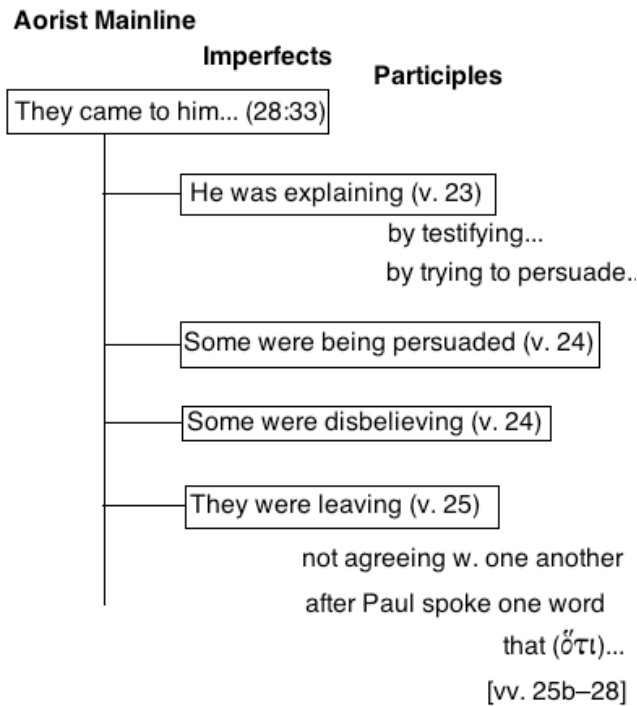 Aorist Mainline
Imperfects
Participles
They came to him... (28:33)
He was explaining (v. 23)
by testifying...
by trying to persuade..
Some were being persuaded (v. 24)
Some were disbelieving (v. 24)
They were leaving (v. 25)
not agreeing w. one another
after Paul spoke one word
that (ὅτι)...
[vv. 25b–28]